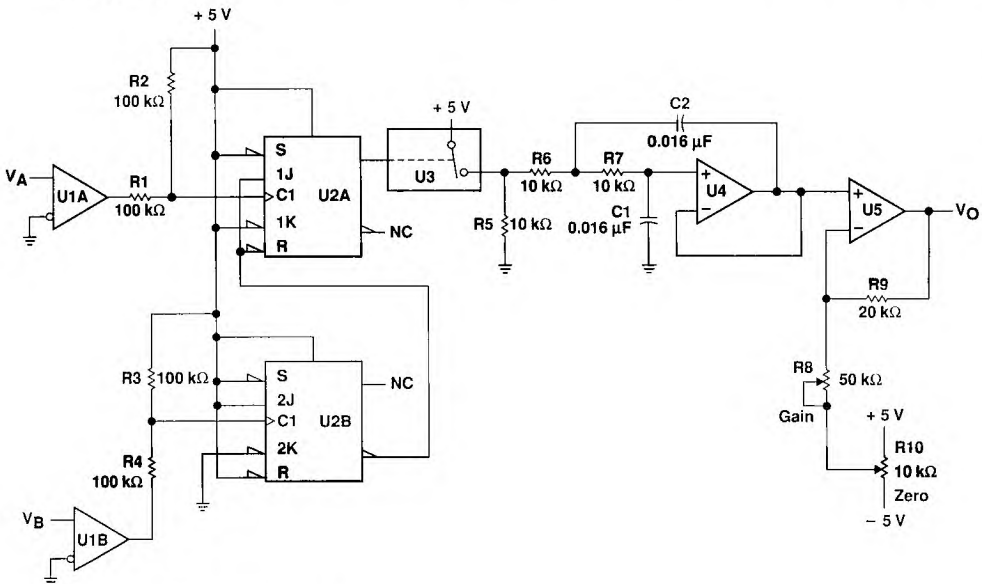 + 5 V
R2
100 kΩ
VA
U1A
R1
100 kΩ
S
1J
C1
1K
R
U2A
NC
+ 5 V
U3
R5
10 kΩ
R6
10 kΩ
R7
10 kΩ
C2
0.016 µF
C1
0.016 µF
U4
U5
VO
R9
20 kΩ
R8
50 kΩ
Gain
+ 5 V
R10
10 kΩ
Zero
− 5 V
R3
100 kΩ
R4
100 kΩ
VB
U1B
S
2J
C1
2K
R
U2B
NC